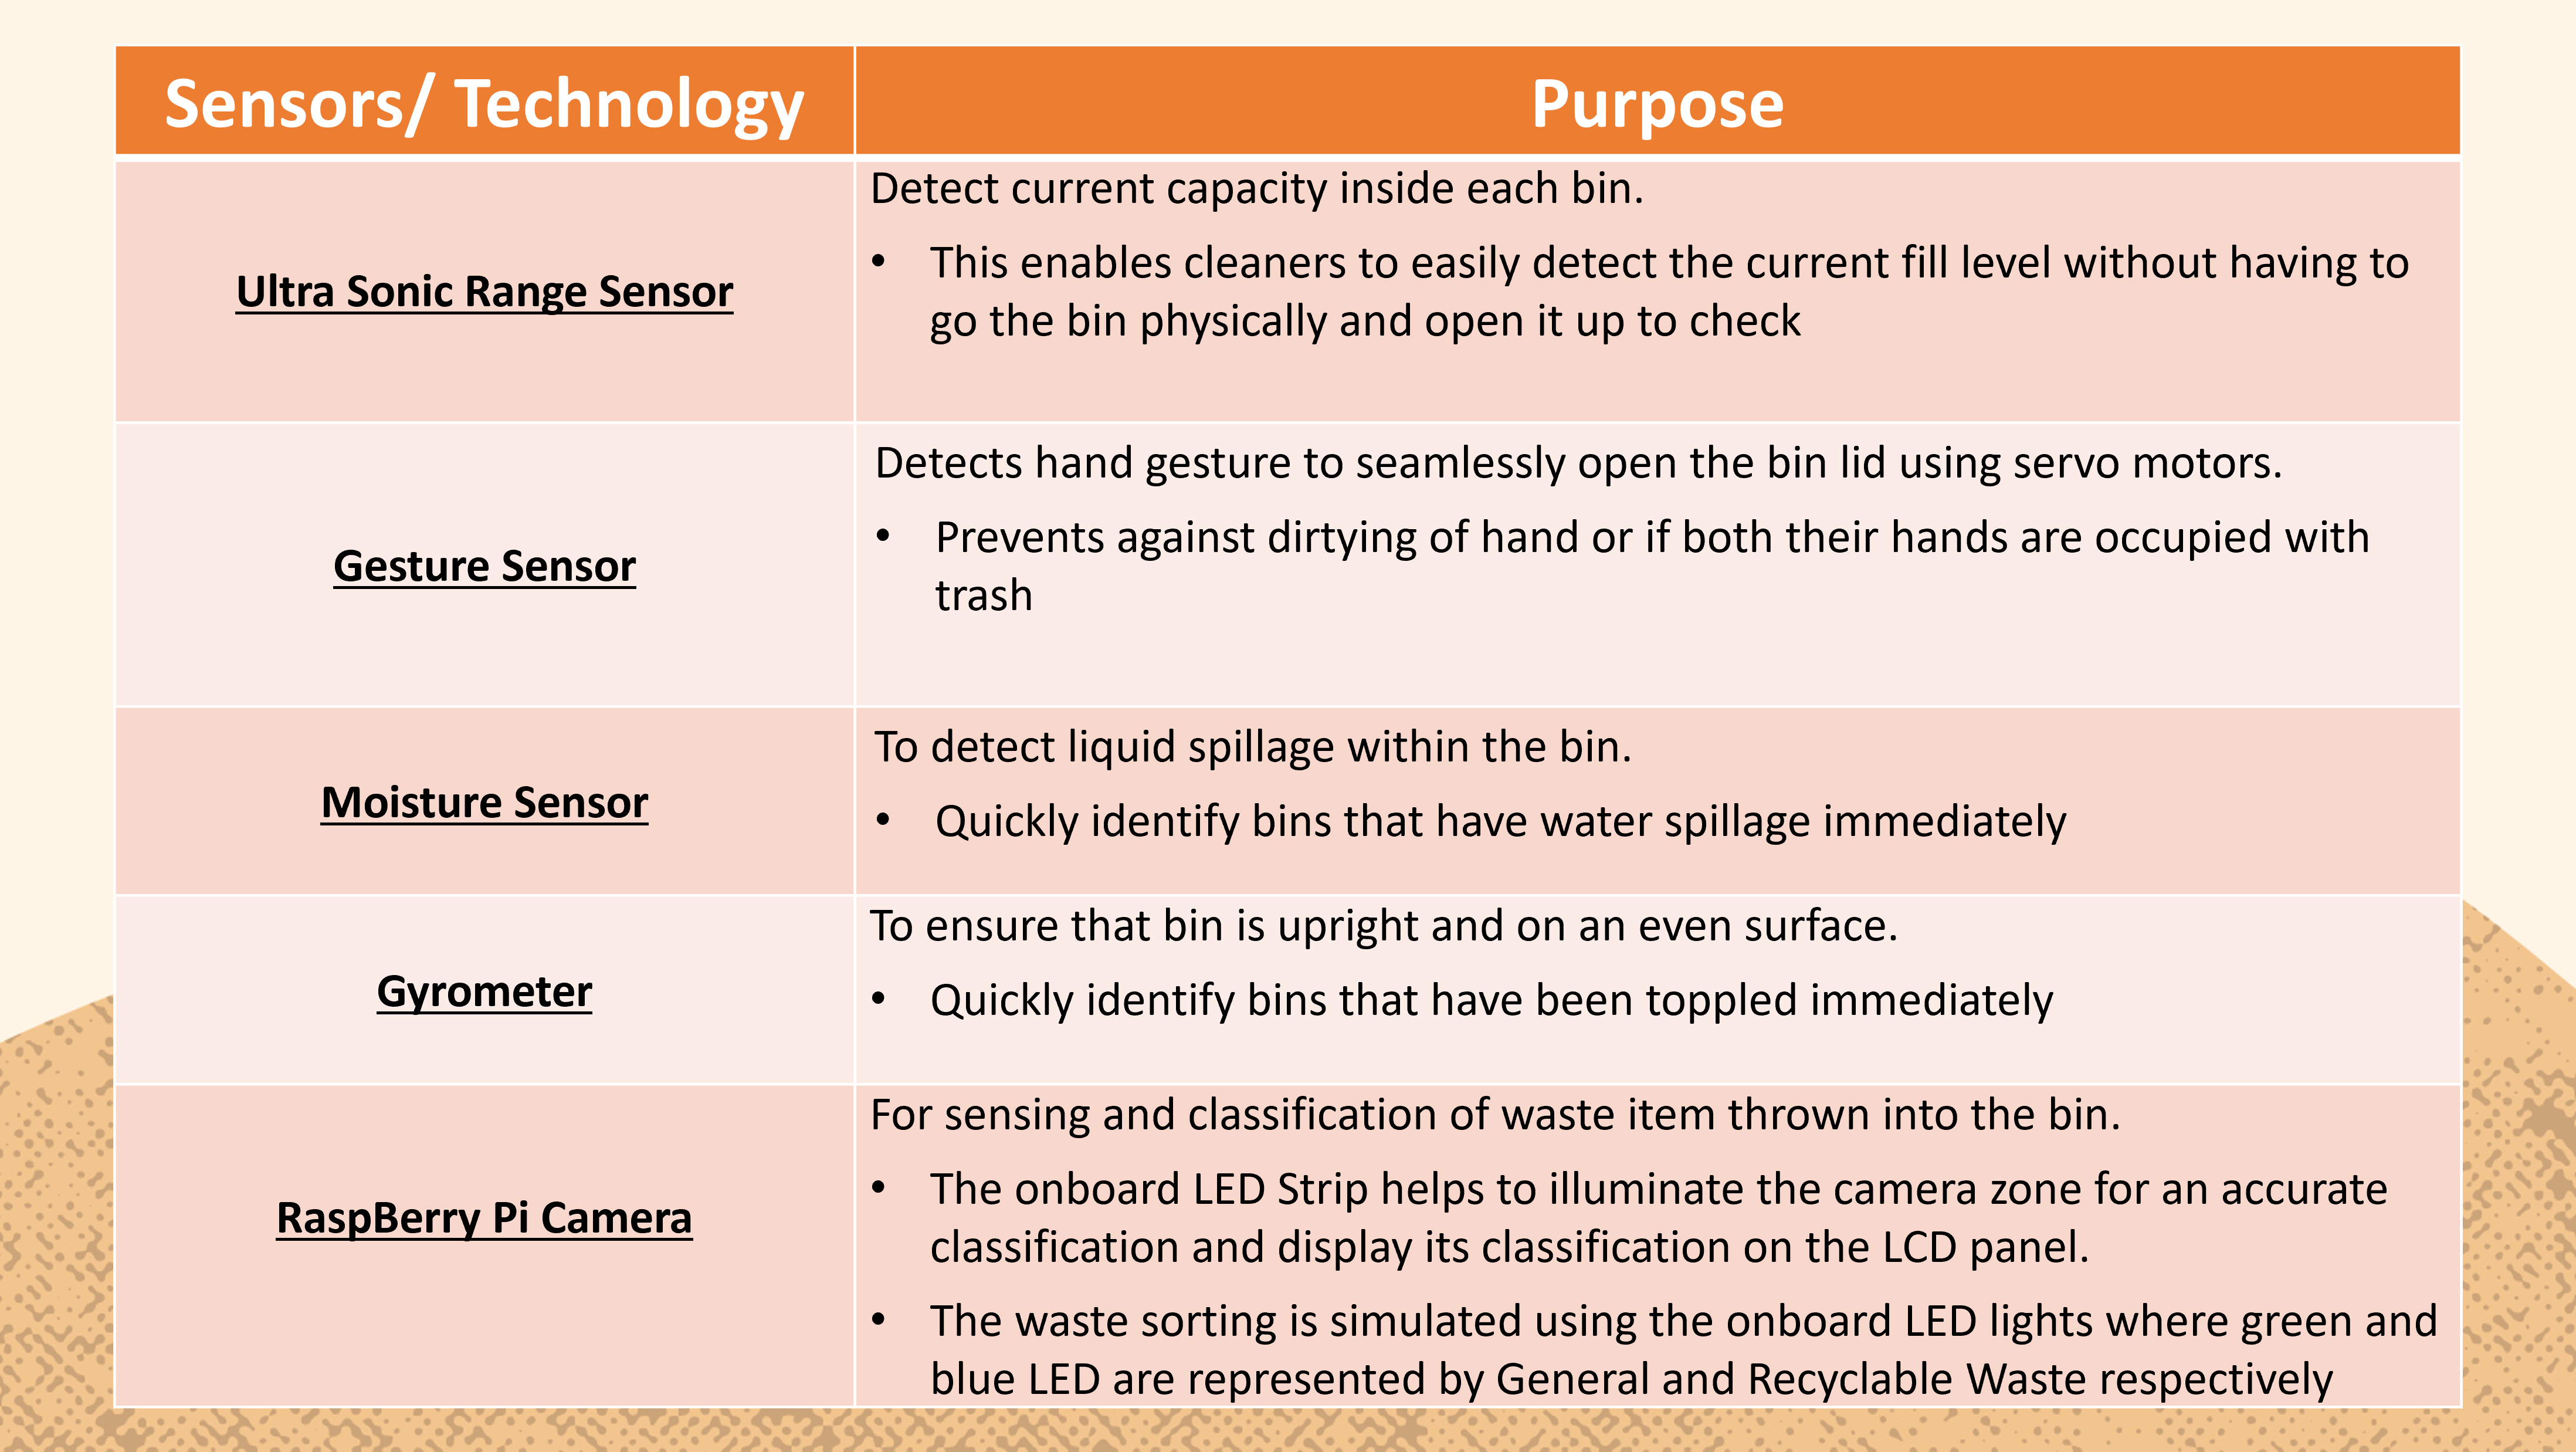 Sensors/ Technology
Purpose
Ultra Sonic Range Sensor
Detect current capacity inside each bin.
• This enables cleaners to easily detect the current fill level without having to
go the bin physically and open it up to check
Gesture Sensor
Detects hand gesture to seamlessly open the bin lid using servo motors.
• Prevents against dirtying of hand or if both their hands are occupied with
trash
Moisture Sensor
To detect liquid spillage within the bin.
• Quickly identify bins that have water spillage immediately
Gyrometer
To ensure that bin is upright and on an even surface.
• Quickly identify bins that have been toppled immediately
RaspBerry Pi Camera
For sensing and classification of waste item thrown into the bin.
• The onboard LED Strip helps to illuminate the camera zone for an accurate
classification and display its classification on the LCD panel.
• The waste sorting is simulated using the onboard LED lights where green and
blue LED are represented by General and Recyclable Waste respectively